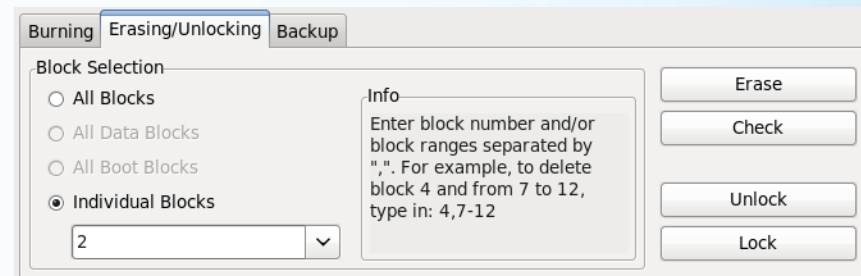 Burning
Erasing/Unlocking
Backup
Block Selection
All Blocks
All Data Blocks
All Boot Blocks
Individual Blocks
2
Info
Enter block number and/or
block ranges separated by
",". For example, to delete
block 4 and from 7 to 12,
type in: 4,7-12
Erase
Check
Unlock
Lock